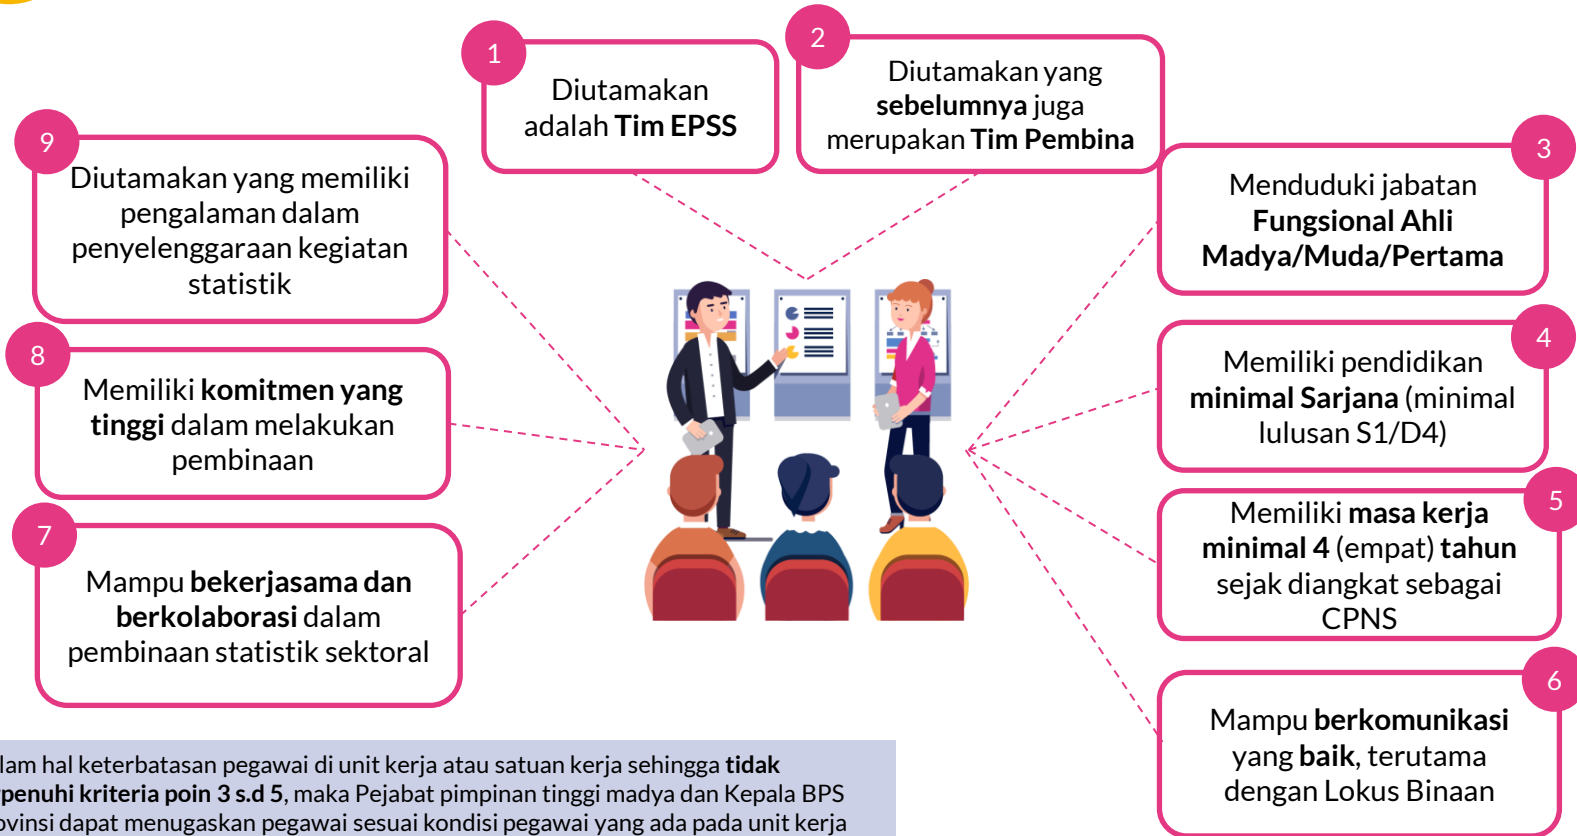 1
Diutamakan
adalah Tim EPSS
2
Diutamakan yang
sebelumnya juga
merupakan Tim Pembina
3
Menduduki jabatan
Fungsional Ahli
Madya/Muda/Pertama
4
Memiliki pendidikan
minimal Sarjana (minimal
lulusan S1/D4)
5
Memiliki masa kerja
minimal 4 (empat) tahun
sejak diangkat sebagai
CPNS
6
Mampu berkomunikasi
yang baik, terutama
dengan Lokus Binaan
7
Mampu bekerjasama dan
berkolaborasi dalam
pembinaan statistik sektoral
8
Memiliki komitmen yang
tinggi dalam melakukan
pembinaan
9
Diutamakan yang memiliki
pengalaman dalam
penyelenggaraan kegiatan
statistik
lam hal keterbatasan pegawai di unit kerja atau satuan kerja sehingga tidak
penuhi kriteria poin 3 s.d 5, maka Pejabat pimpinan tinggi madya dan Kepala BPS
ovinsi dapat menugaskan pegawai sesuai kondisi pegawai yang ada pada unit kerja